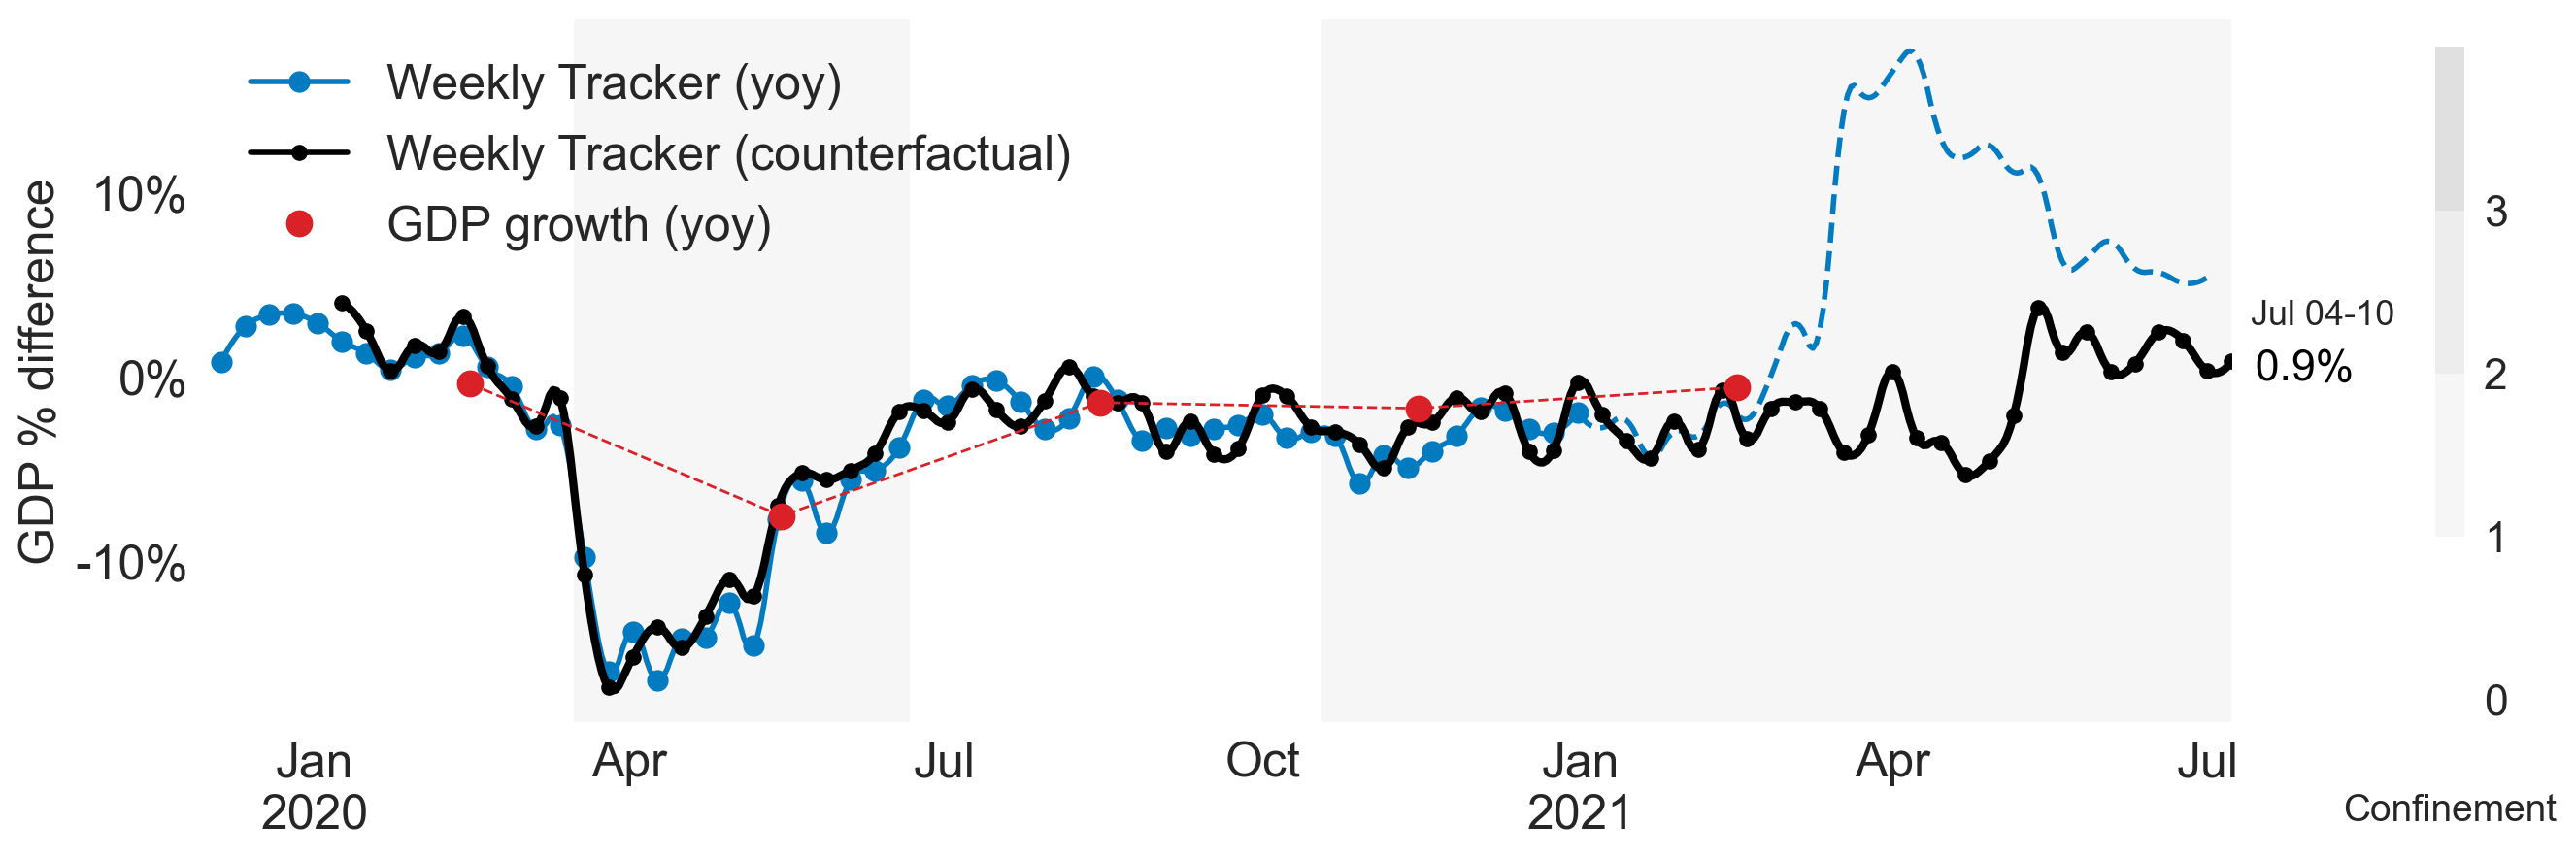 Weekly Tracker (yoy)
Weekly Tracker (counterfactual)
GDP growth (yoy)
GDP % difference
10%
0%
-10%
Jan
2020
Apr
Jul
Oct
Jan
2021
Apr
Jul
Jul 04-10
0.9%
3
2
1
0
Confinement